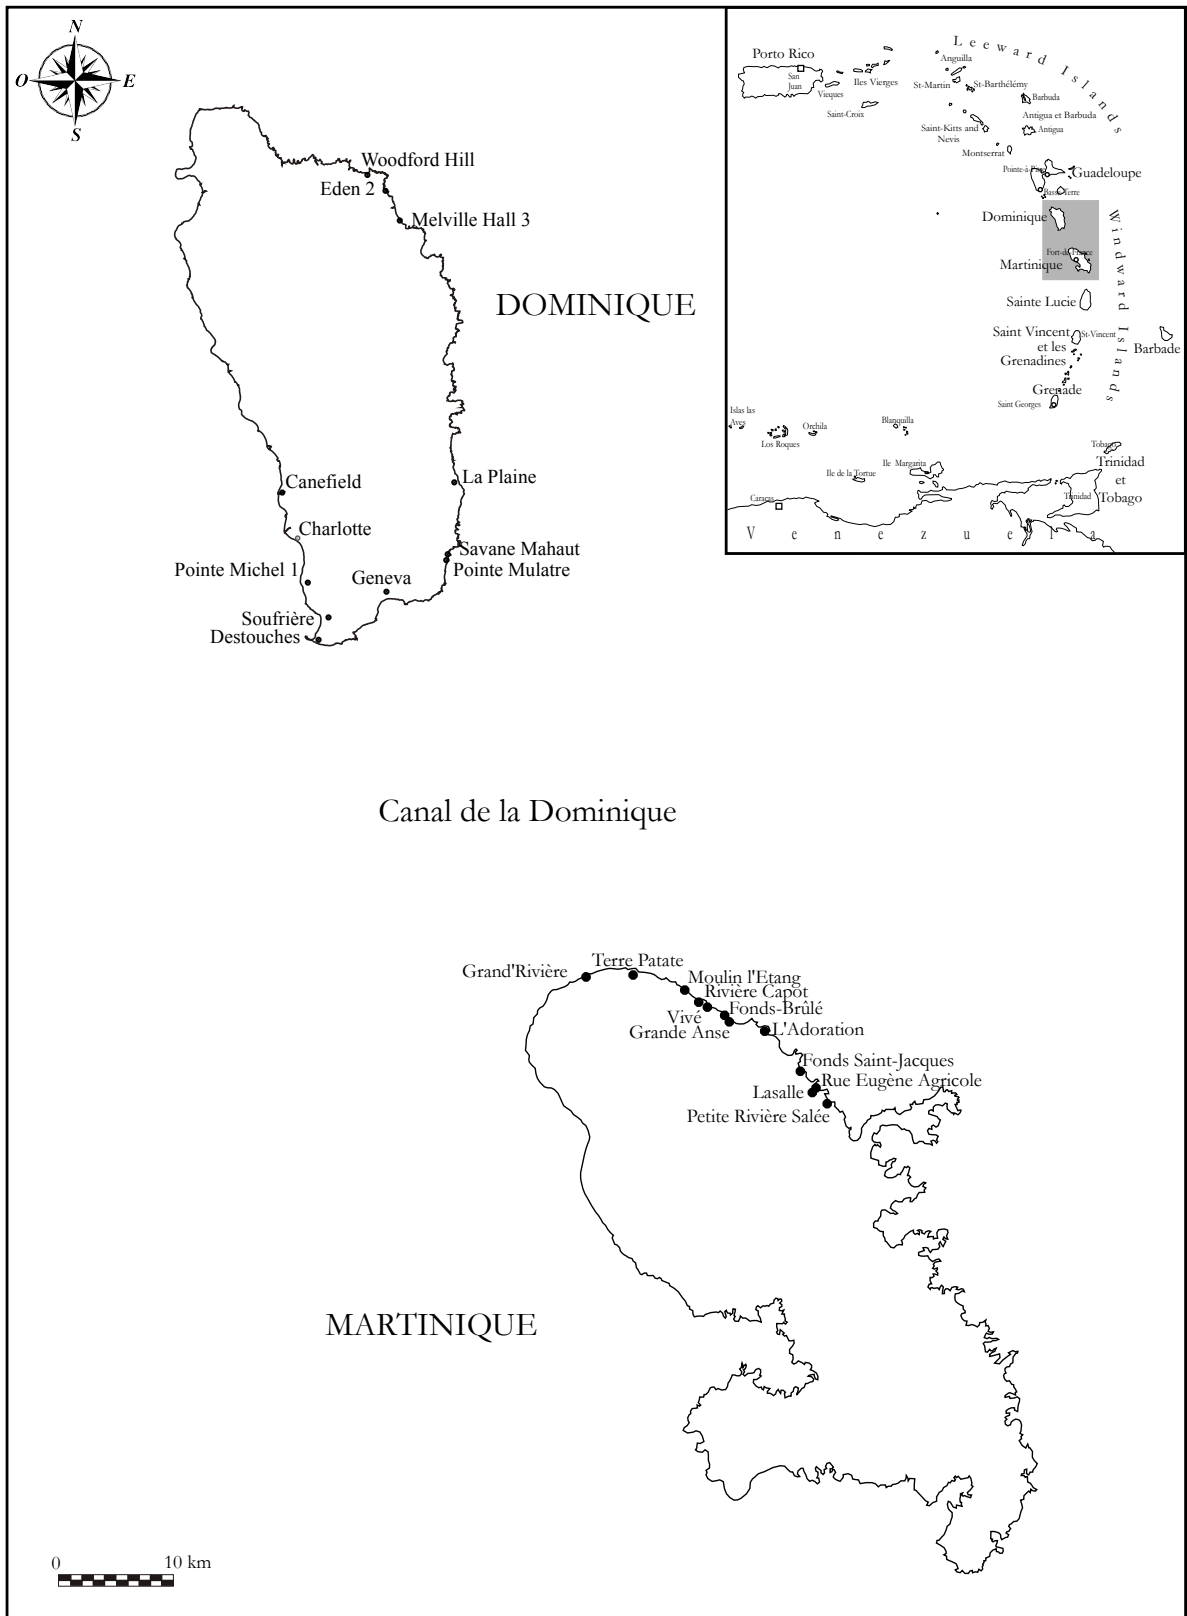 N
O
E
S
Woodford Hill
Eden 2
Melville Hall 3
DOMINIQUE
Canefield
La Plaine
Charlotte
Savane Mahaut
Pointe Mulatre
Pointe Michel 1
Geneva
Soufrière
Destouches
Leeward Islands
Porto Rico
San
Juan
Vieques
Iles Vierges
Saint-Croix
Anguilla
St-Martin
St-Barthélémy
Barbuda
Antigua et Barbuda
Saint-Kitts and
Nevis
Antigua
Montserrat
Pointe-à-Pitre
Guadeloupe
Basse-Terre
Dominique
Windward Islands
Fort-de-France
Martinique
Sainte Lucie
Saint Vincent
et les
Grenadines
St-Vincent
Barbade
Grenade
Saint Georges
Islas las
Aves
Los Roques
Orchila
Blanquilla
Ile de la Tortue
Ile Margarita
Tobago
Trinidad
et
Tobago
Trinidad
Caracas
Venezuela
Canal de la Dominique
Grand'Rivière
Terre Patate
Moulin l'Etang
Rivière Capot
Vivé
Fonds-Brûlé
Grande Anse
L'Adoration
Fonds Saint-Jacques
Rue Eugène Agricole
Lasalle
Petite Rivière Salée
MARTINIQUE
0
10 km